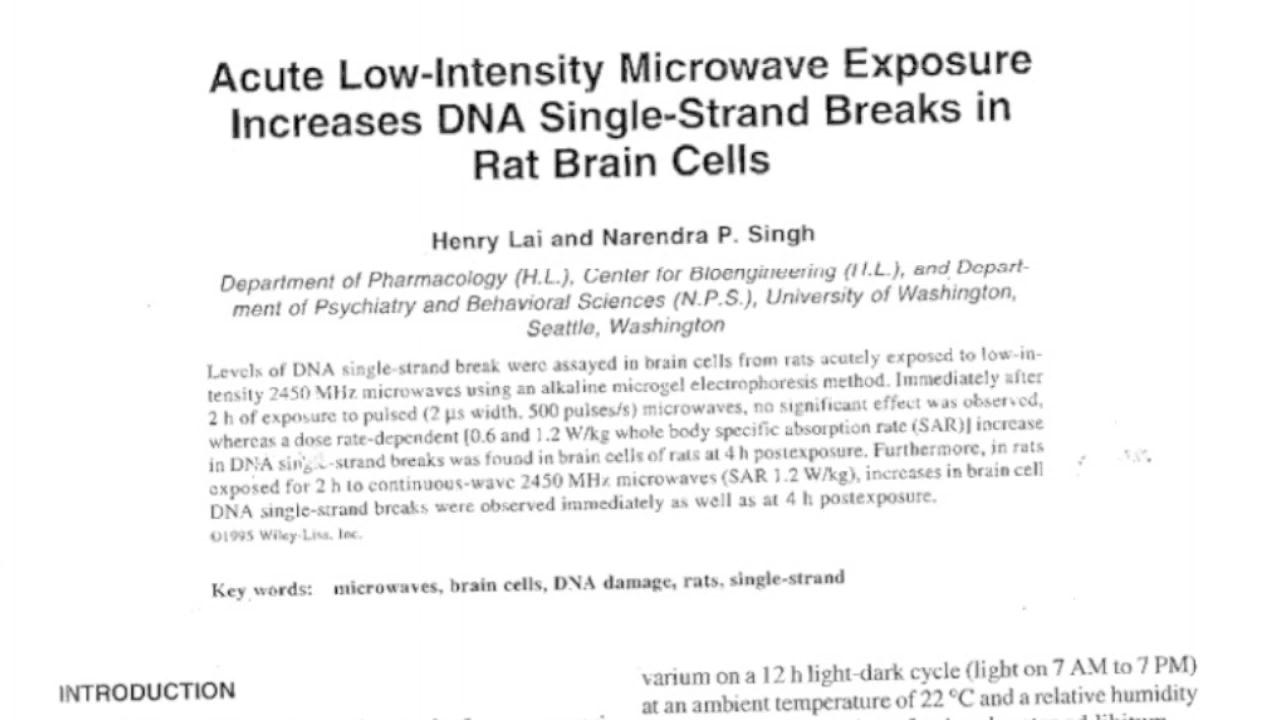 Acute Low-Intensity Microwave Exposure
Increases DNA Single-Strand Breaks in
Rat Brain Cells
Henry Lai and Narendra P. Singh
Department of Pharmacology (H.L.), Center for Bioengineering (H.L.), and Depart-
ment of Psychiatry and Behavioral Sciences (N.P.S.), University of Washington,
Seattle, Washington
Levels of DNA single-strand break were assayed in brain cells from rats acutely exposed to low-in-
tensity 2450 MHz microwaves using an alkaline microgel electrophoresis method. Immediately after
2 h of exposure to pulsed (2 μs width, 500 pulses/s) microwaves, no significant effect was observed,
whereas a dose rate-dependent [0.6 and 1.2 W/kg whole body specific absorption rate (SAR)] increase
in DNA single-strand breaks was found in brain cells of rats at 4 h postexposure. Furthermore, in rats
exposed for 2 h to continuous-wave 2450 MHz microwaves (SAR 1.2 W/kg), increases in brain cell
DNA single-strand breaks were observed immediately as well as at 4 h postexposure.
©1995 Wiley-Liss, Inc.
Key words: microwaves, brain cells, DNA damage, rats, single-strand
INTRODUCTION
varium on a 12 h light-dark cycle (light on 7 AM to 7 PM)
at an ambient temperature of 22 °C and a relative humidity